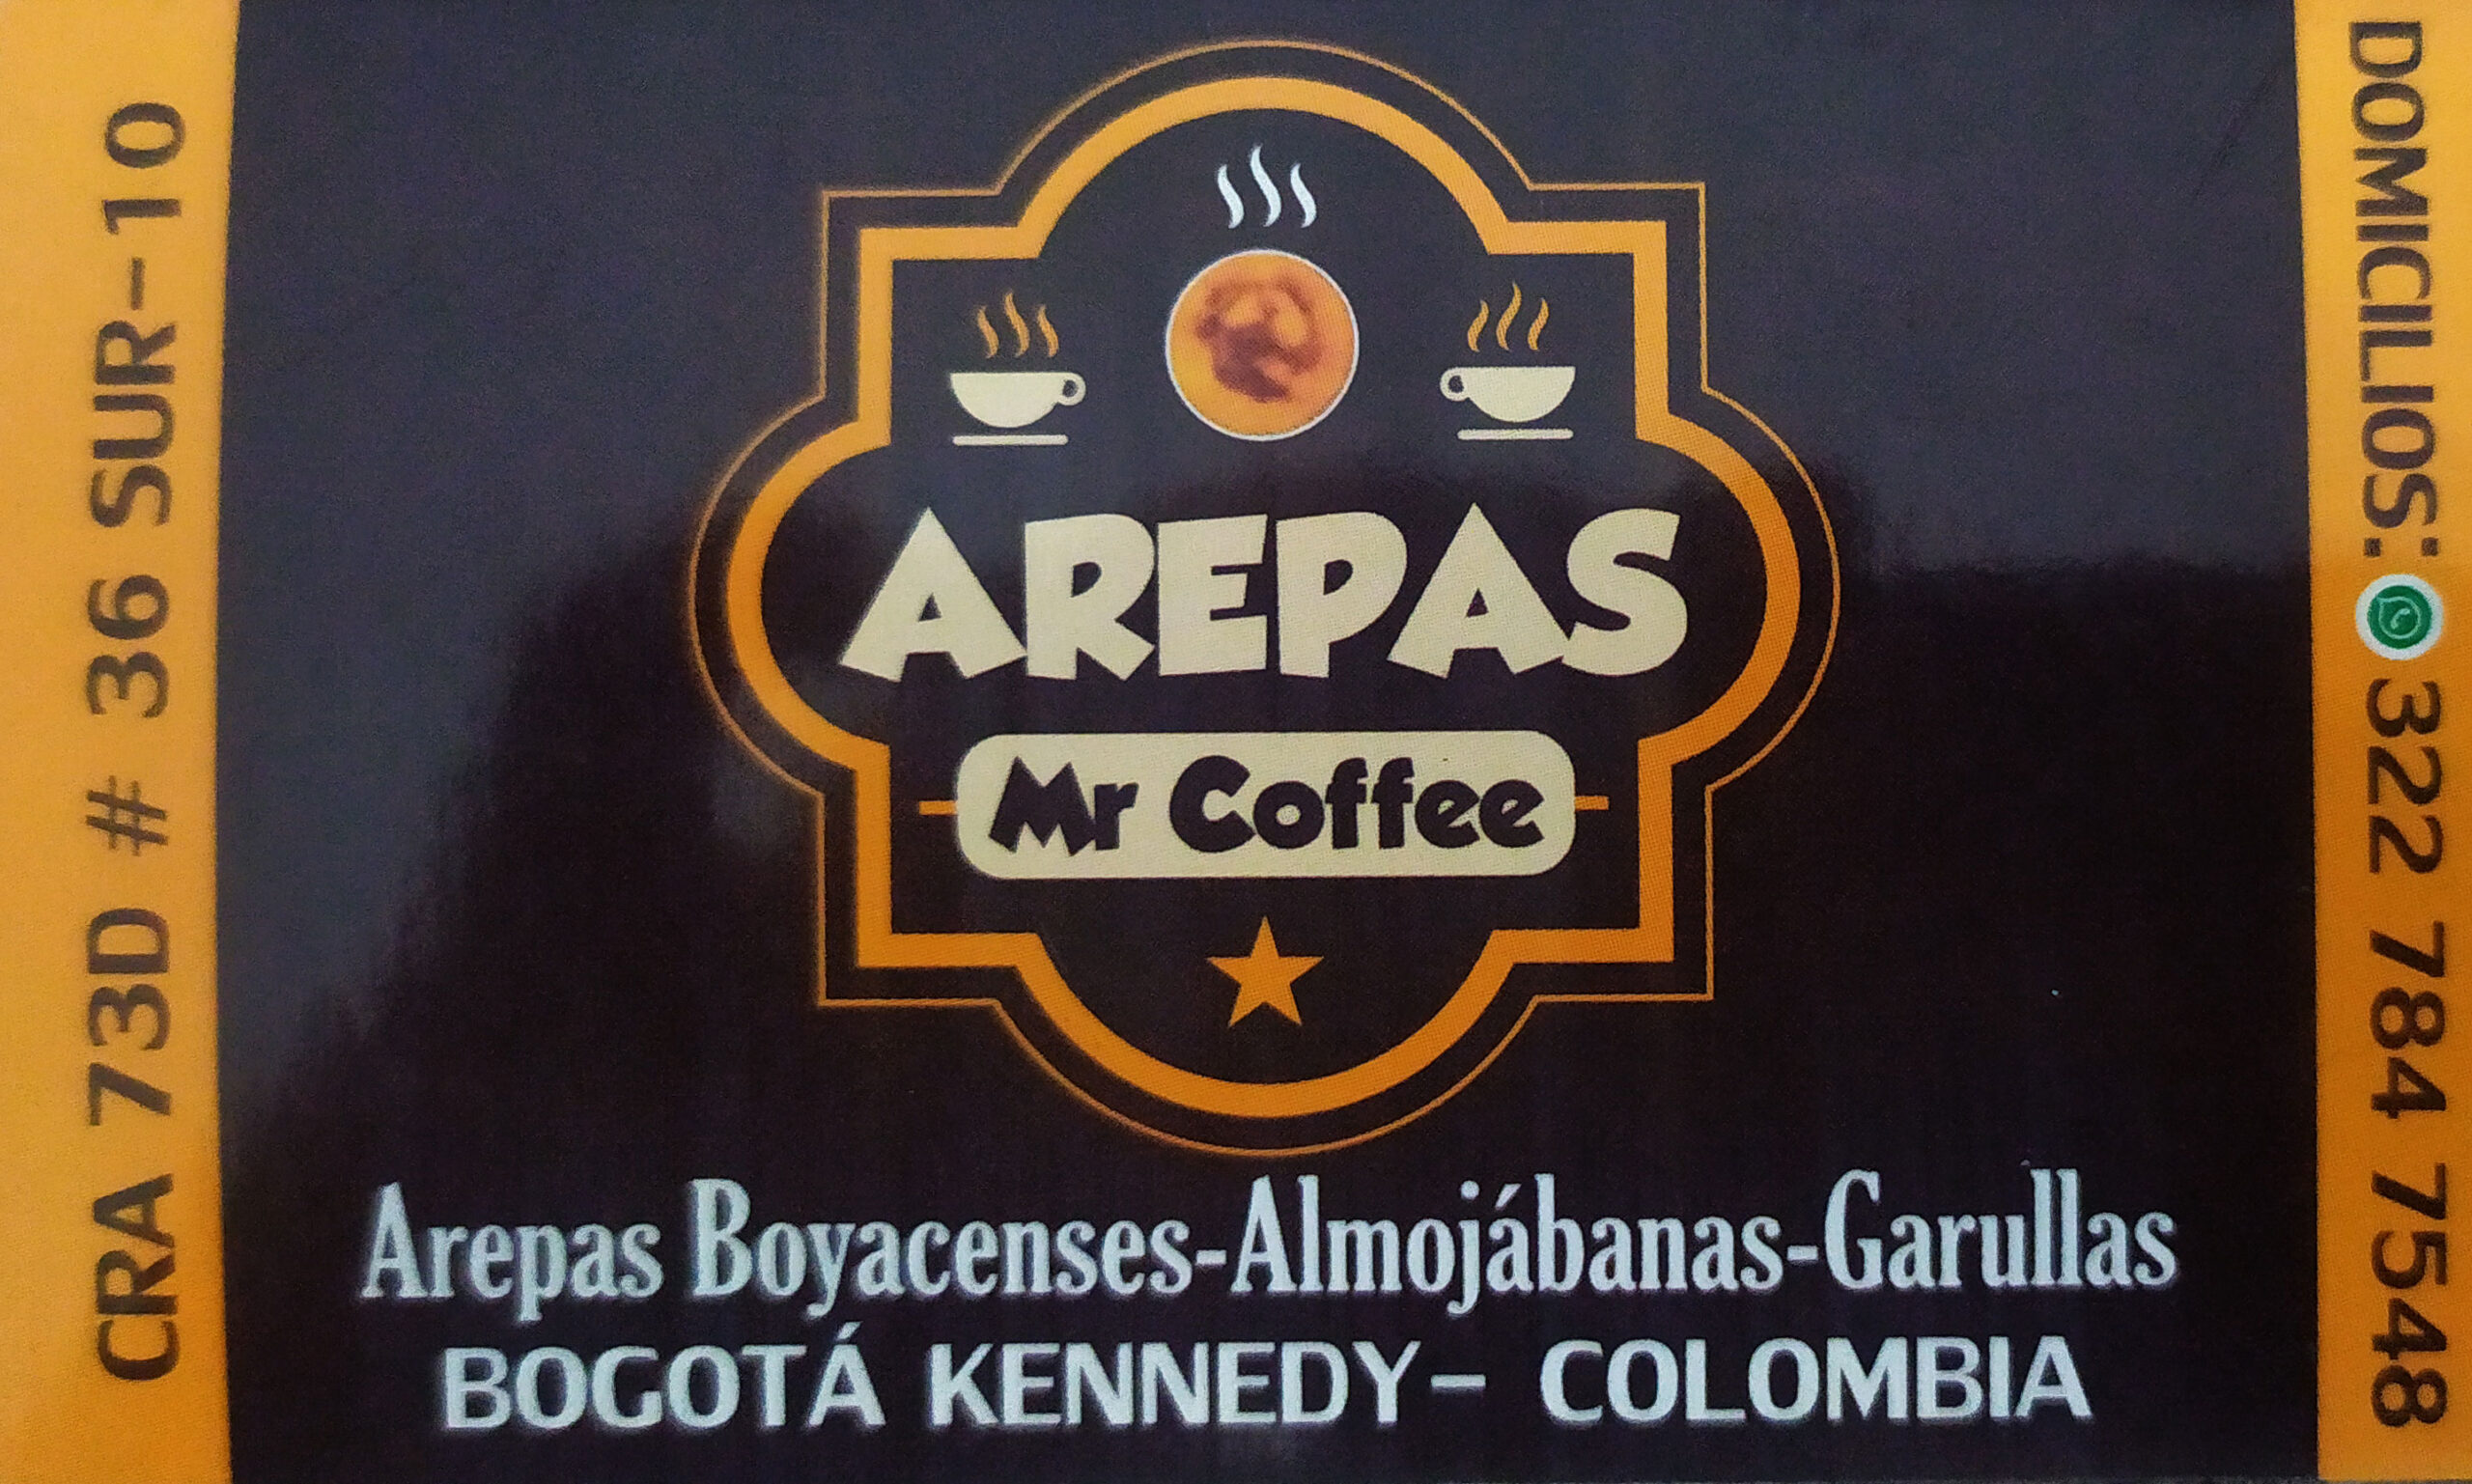 CRA 73D # 36 SUR-10
AREPAS
Mr Coffee
Arepas Boyacenses-Almojábanas-Garullas
BOGOTÁ KENNEDY- COLOMBIA
DOMICILIOS: 322 784 7548